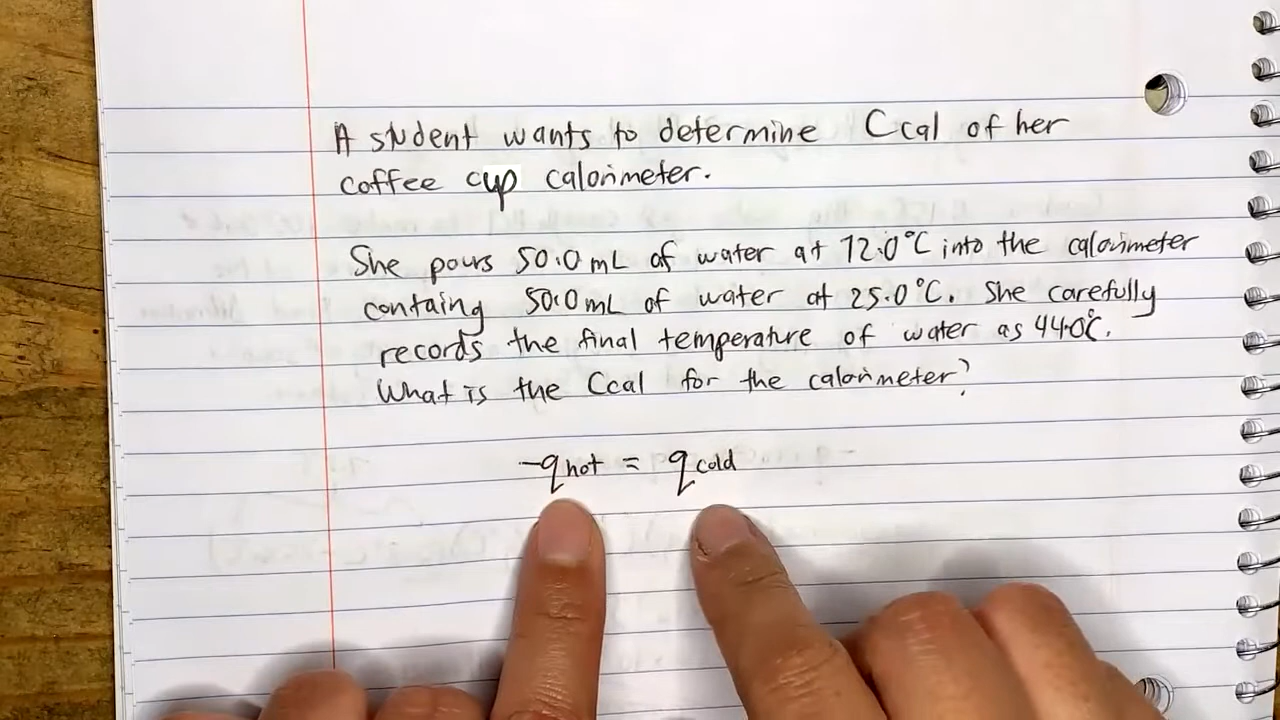 A student wants to determine Ccal of her
coffee cup calorimeter.
She pours 50.0 mL of water at 72.0°C into the calorimeter
containg 50.0 mL of water at 25.0°C. She carefully
records the final temperature of water as 44.0°C.
What is the Ccal for the calorimeter?
-q hot = q cold